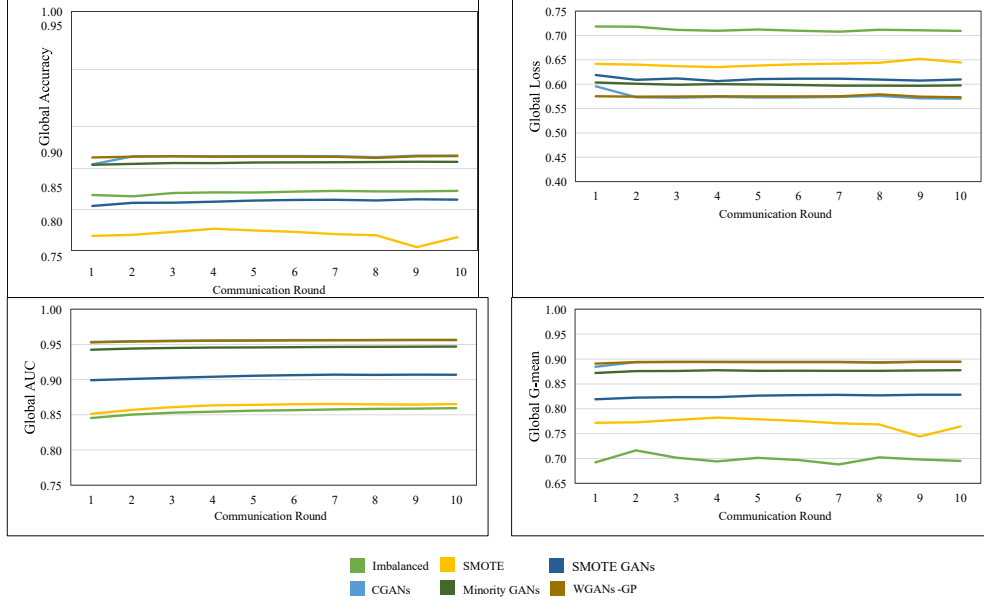 Global Accuracy
1.00
0.95
0.90
0.85
0.80
0.75
1 2 3 4 5 6 7 8 9 10
Communication Round
Global Loss
0.75
0.70
0.65
0.60
0.55
0.50
0.45
0.40
1 2 3 4 5 6 7 8 9 10
Communication Round
Global AUC
1.00
0.95
0.90
0.85
0.80
0.75
1 2 3 4 5 6 7 8 9 10
Communication Round
Global G-mean
1.00
0.95
0.90
0.85
0.80
0.75
0.70
0.65
1 2 3 4 5 6 7 8 9 10
Communication Round
Imbalanced SMOTE SMOTE GANs
CGANs Minority GANs WGANs -GP